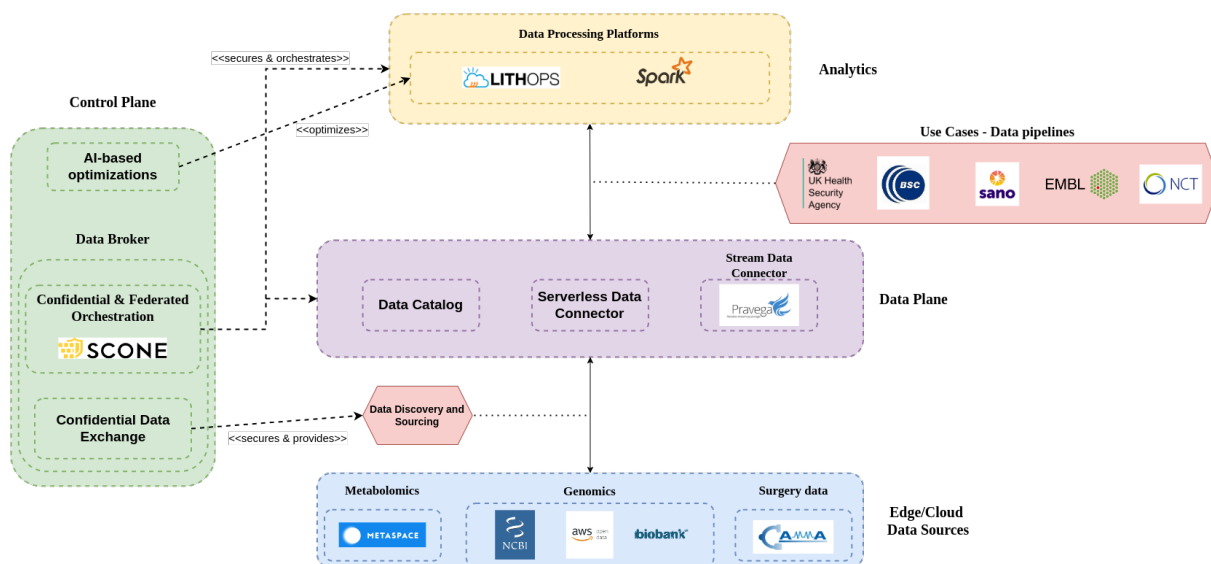 Data Processing Platforms
<<secures & orchestrates>>
LITHOPS
Spark
Analytics
Control Plane
<<optimizes>>
Use Cases - Data pipelines
AI-based
optimizations
UK Health
Security
Agency
BSC
sano
EMBL
NCT
Data Broker
Stream Data
Connector
Confidential & Federated
Orchestration
SCONE
Data Catalog
Serverless Data
Connector
Pravega
Data Plane
Confidential Data
Exchange
Data Discovery and
Sourcing
<<secures & provides>>
Metabolomics
Genomics
Surgery data
METASPACE
NCBI
aws
open
data
biobank
CAMMA
Edge/Cloud
Data Sources